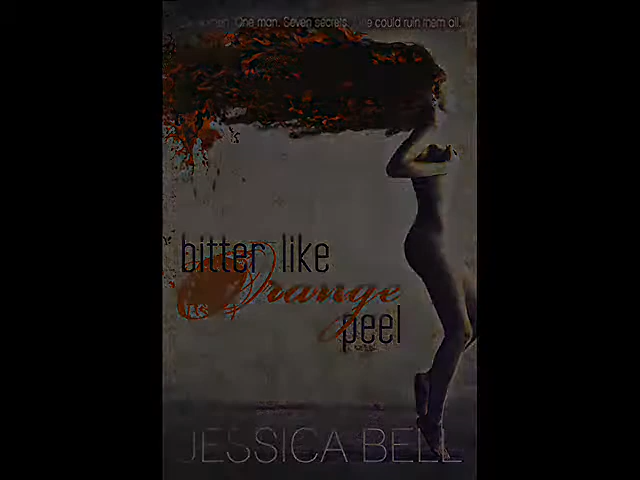 One man. Seven secrets. could ruin them all.
bitter like
Orange
peel
JESSICA BELL